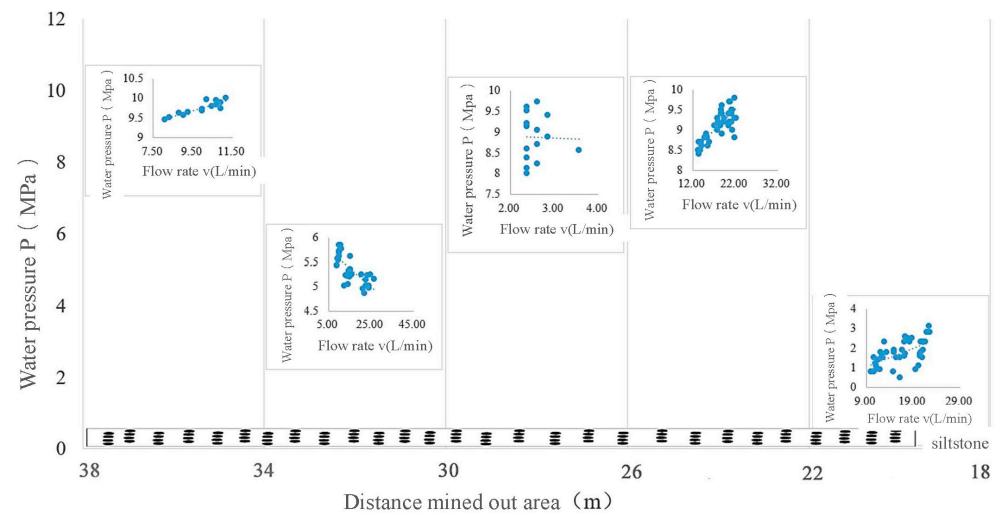 12
10
8
6
4
2
0
Water pressure P（MPa）
38
34
30
26
22
18
Distance mined out area（m）
siltstone
Water pressure P（Mpa）
10.5
10
9.5
9
7.50 9.50 11.50
Flow rate v(L/min)
Water pressure P（Mpa）
6
5.5
5
4.5
5.00 25.00 45.00
Flow rate v(L/min)
Water pressure P（Mpa）
10
9.5
9
8.5
8
7.5
2.00 3.00 4.00
Flow rate v(L/min)
Water pressure P（Mpa）
10
9.5
9
8.5
8
12.00 22.00 32.00
Flow rate v(L/min)
Water pressure P（Mpa）
4
3
2
1
0
9.00 19.00 29.00
Flow rate v(L/min)